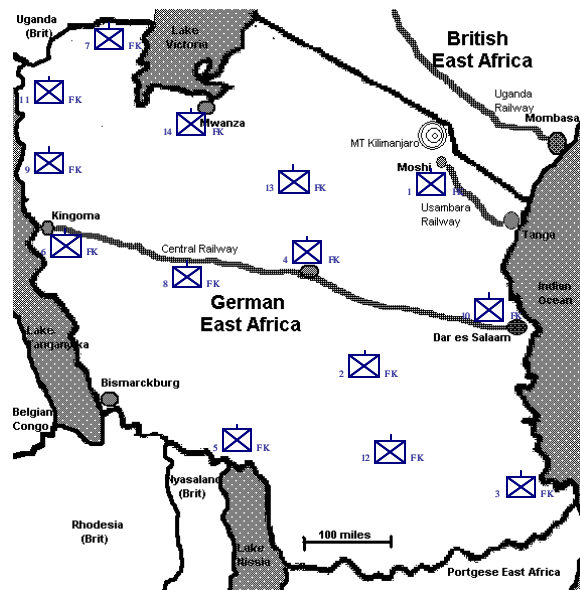 Uganda
(Brit)
7 FK
Lake
Victoria
British
East Africa
Uganda
Railway
Mombasa
11 FK
14 FK
Mwanza
MT Kilimanjaro
9 FK
13 FK
Moshi
1 FK
Usambara
Railway
Tanga
Kingoma
6 FK
Central Railway
4 FK
8 FK
Indian
Ocean
German
East Africa
10 FK
Dar es Salaam
Lake
Tanganyika
2 FK
Bismarckburg
Belgian
Congo
5 FK
12 FK
Nyasaland
(Brit)
3 FK
Rhodesia
(Brit)
100 miles
Lake
Nissia
Portgese East Africa